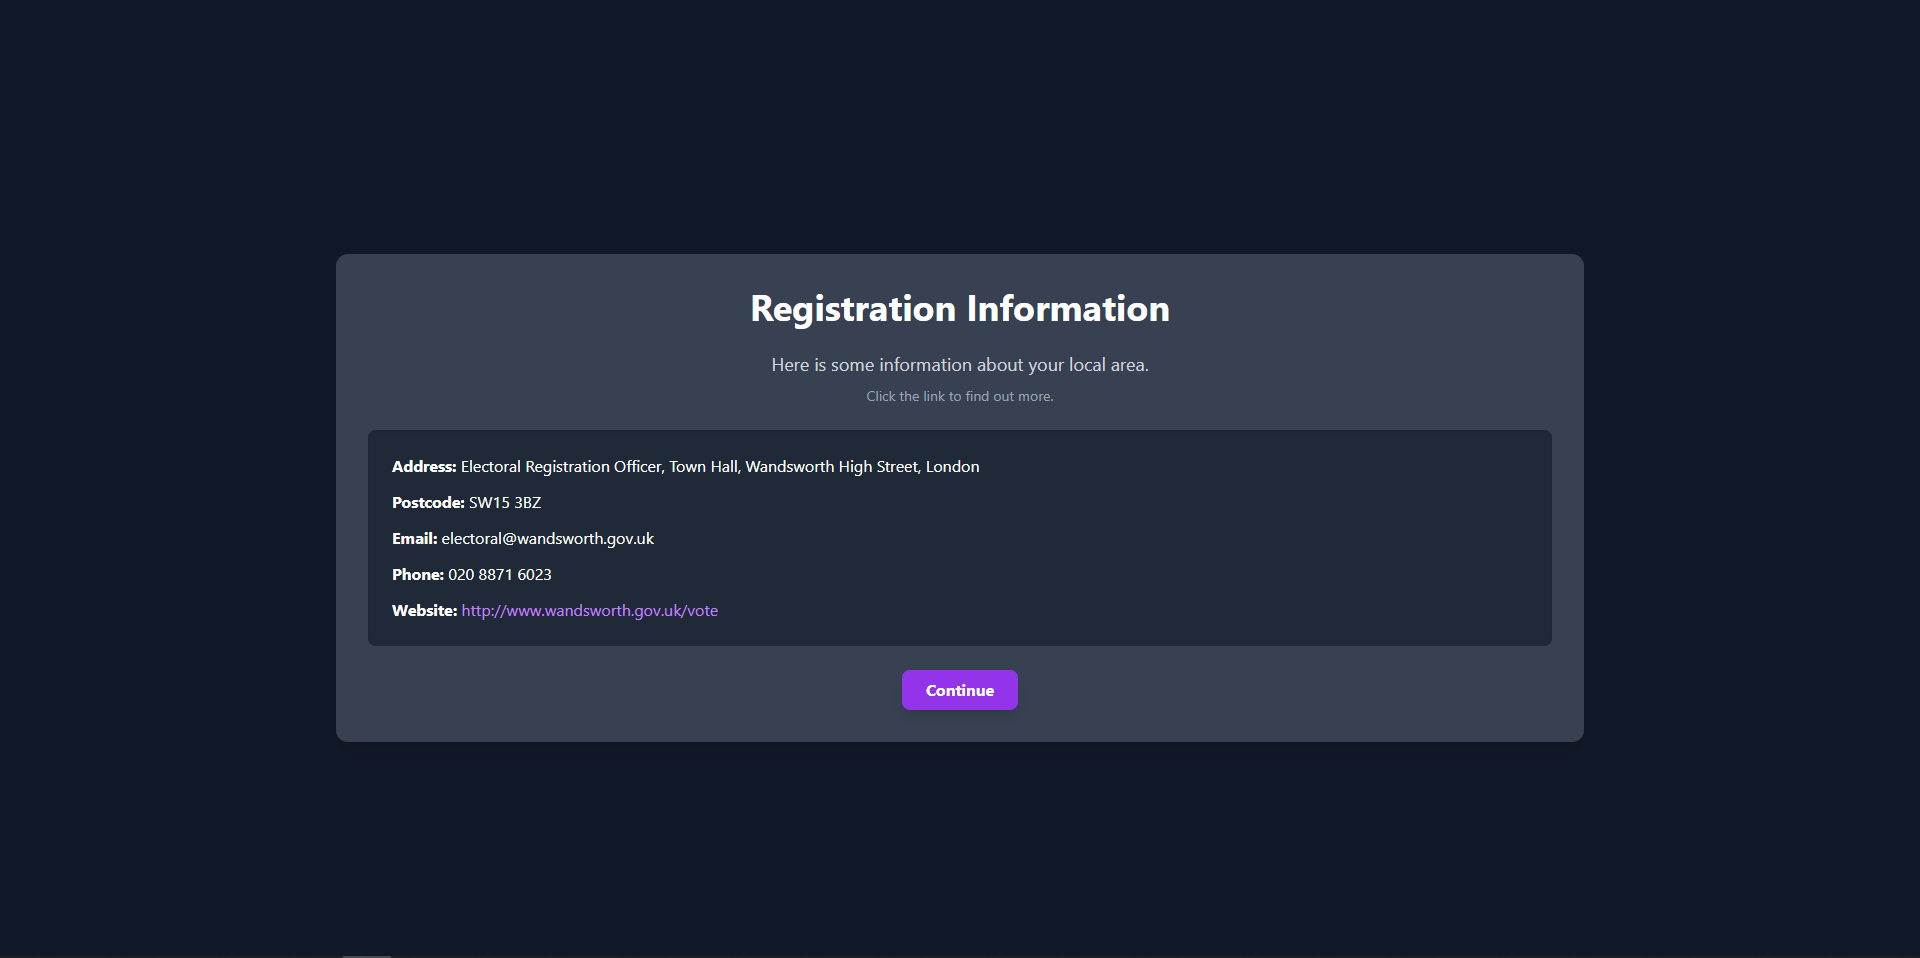 Registration Information
Here is some information about your local area.
Click the link to find out more.
Address: Electoral Registration Officer, Town Hall, Wandsworth High Street, London
Postcode: SW15 3BZ
Email: electoral@wandsworth.gov.uk
Phone: 020 8871 6023
Website: http://www.wandsworth.gov.uk/vote
Continue